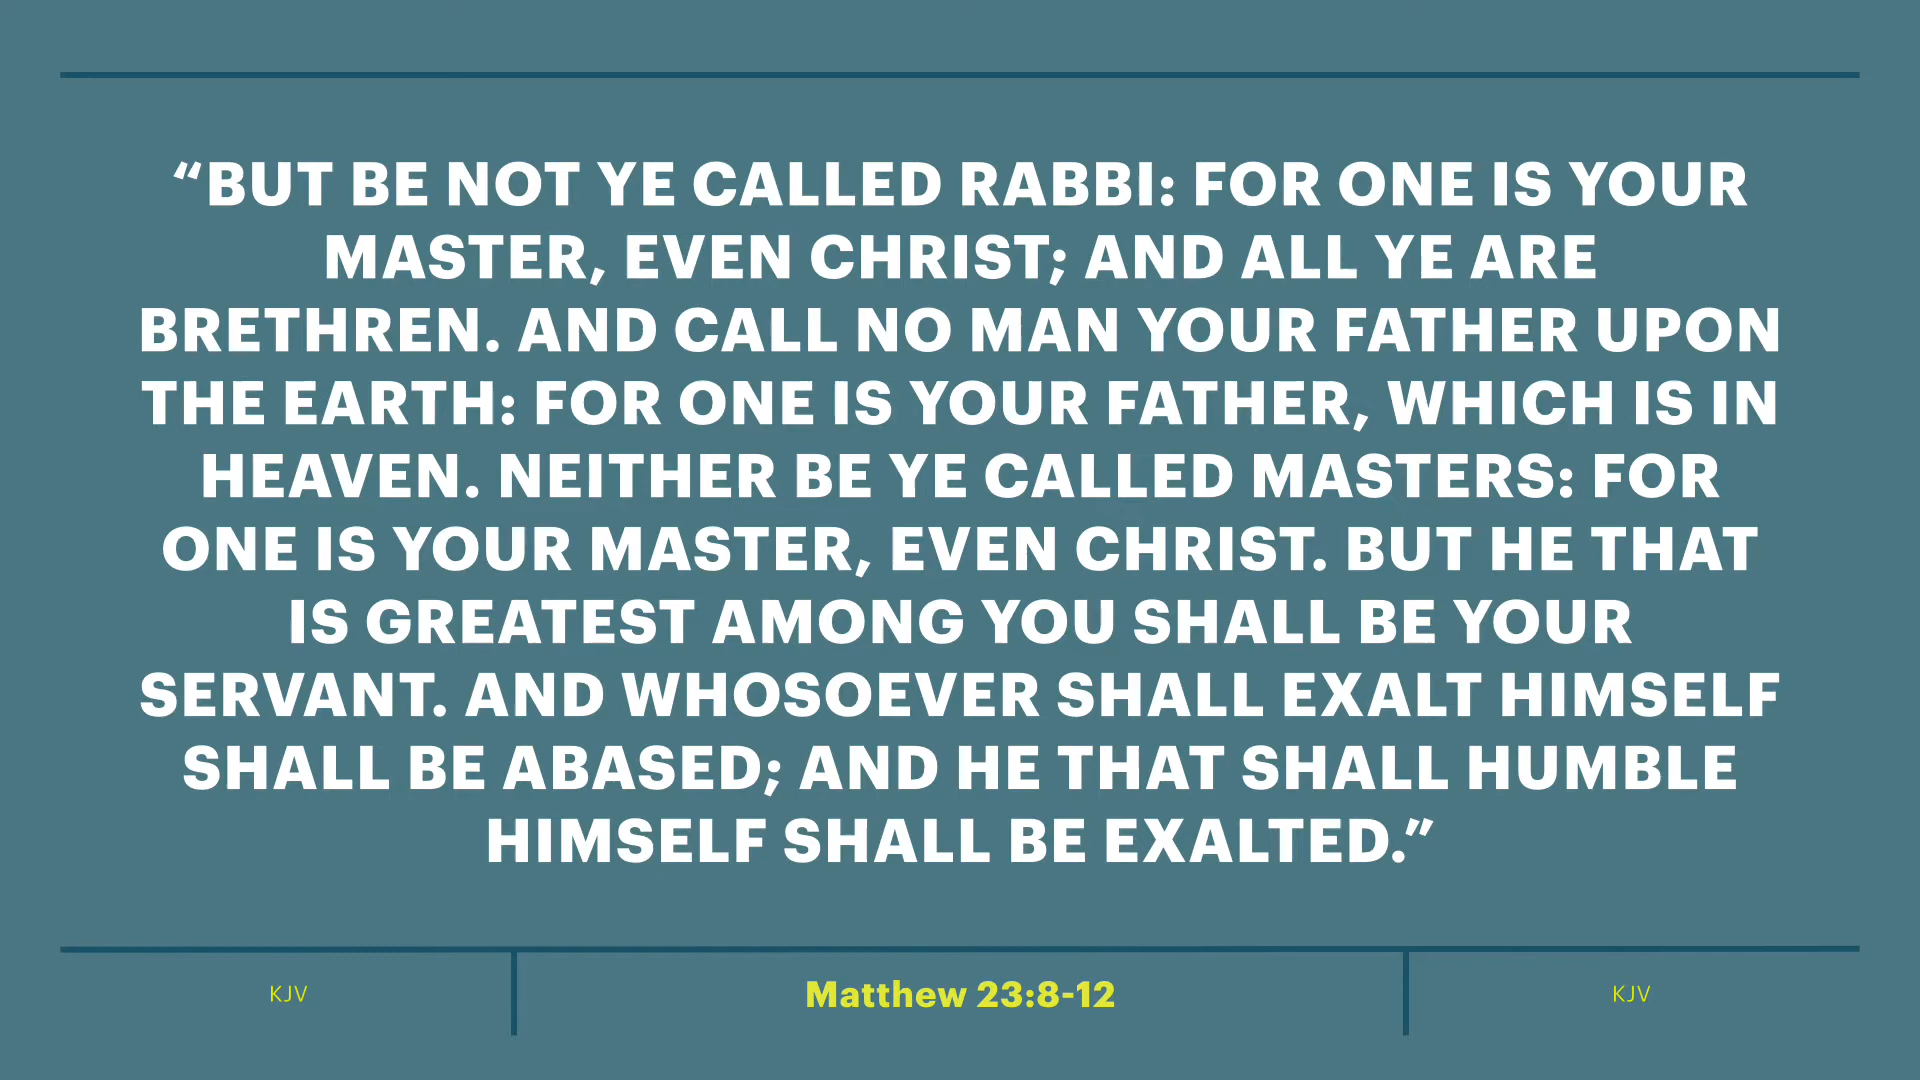 “BUT BE NOT YE CALLED RABBI: FOR ONE IS YOUR
MASTER, EVEN CHRIST; AND ALL YE ARE
BRETHREN. AND CALL NO MAN YOUR FATHER UPON
THE EARTH: FOR ONE IS YOUR FATHER, WHICH IS IN
HEAVEN. NEITHER BE YE CALLED MASTERS: FOR
ONE IS YOUR MASTER, EVEN CHRIST. BUT HE THAT
IS GREATEST AMONG YOU SHALL BE YOUR
SERVANT. AND WHOSOEVER SHALL EXALT HIMSELF
SHALL BE ABASED; AND HE THAT SHALL HUMBLE
HIMSELF SHALL BE EXALTED.”
KJV
Matthew 23:8-12
KJV